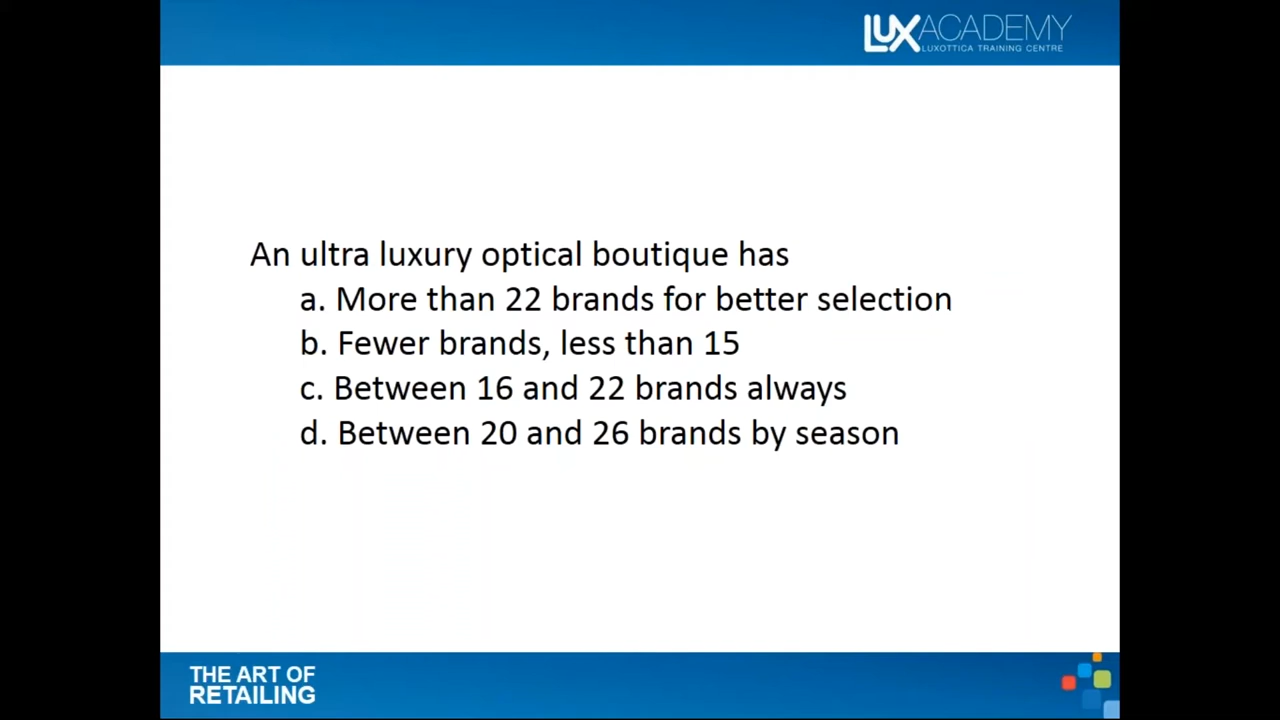 LUXACADEMY
LUXOTTICA TRAINING CENTRE
An ultra luxury optical boutique has
a. More than 22 brands for better selection
b. Fewer brands, less than 15
c. Between 16 and 22 brands always
d. Between 20 and 26 brands by season
THE ART OF
RETAILING